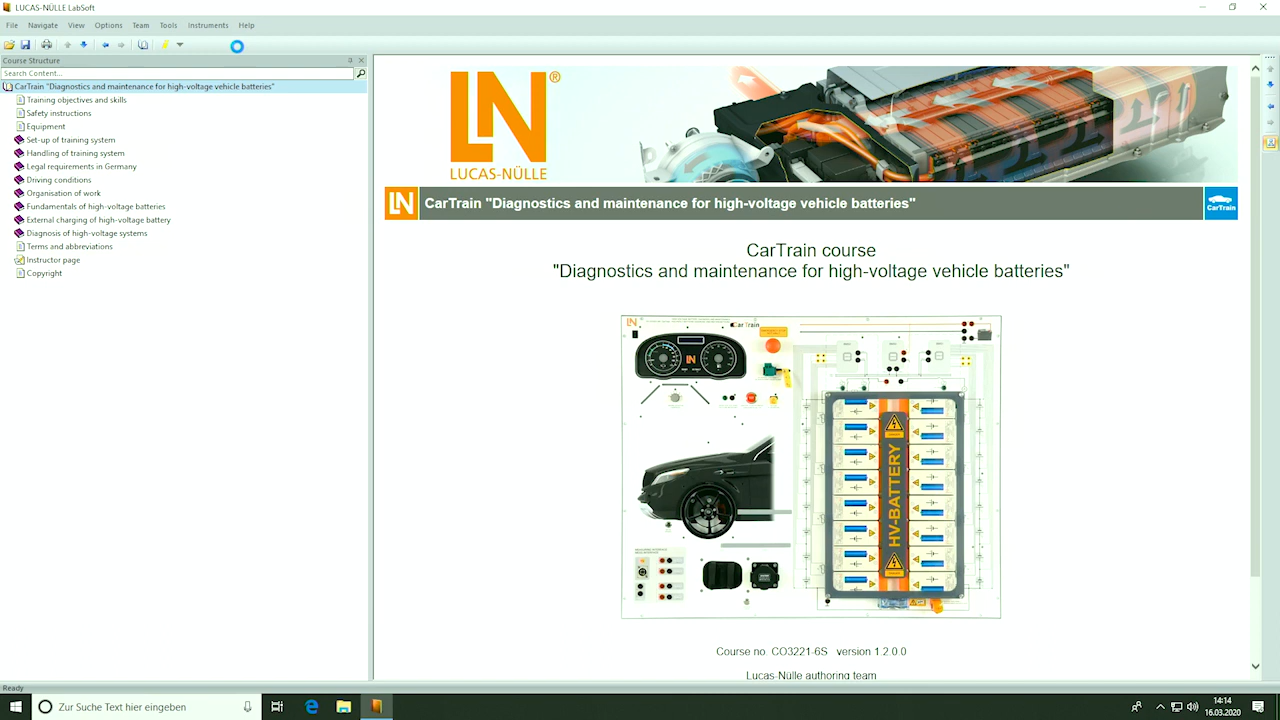 LUCAS-NÜLLE LabSoft
File Navigate View Options Team Tools Instruments Help
Course Structure
Search Content...
CarTrain "Diagnostics and maintenance for high-voltage vehicle batteries"
Training objectives and skills
Safety instructions
Equipment
Set-up of training system
Handling of training system
Legal requirements in Germany
Driving conditions
Organisation of work
Fundamentals of high-voltage batteries
External charging of high-voltage battery
Diagnosis of high-voltage systems
Terms and abbreviations
Instructor page
Copyright
LN®
LUCAS-NÜLLE
LN CarTrain "Diagnostics and maintenance for high-voltage vehicle batteries" CarTrain
CarTrain course
"Diagnostics and maintenance for high-voltage vehicle batteries"
LN
CarTrain
LN
HV-BATTERY
Course no. CO3221-6S version 1.2.0.0
Lucas-Nülle authoring team
Ready
Zur Suche Text hier eingeben
14:14
16.03.2020